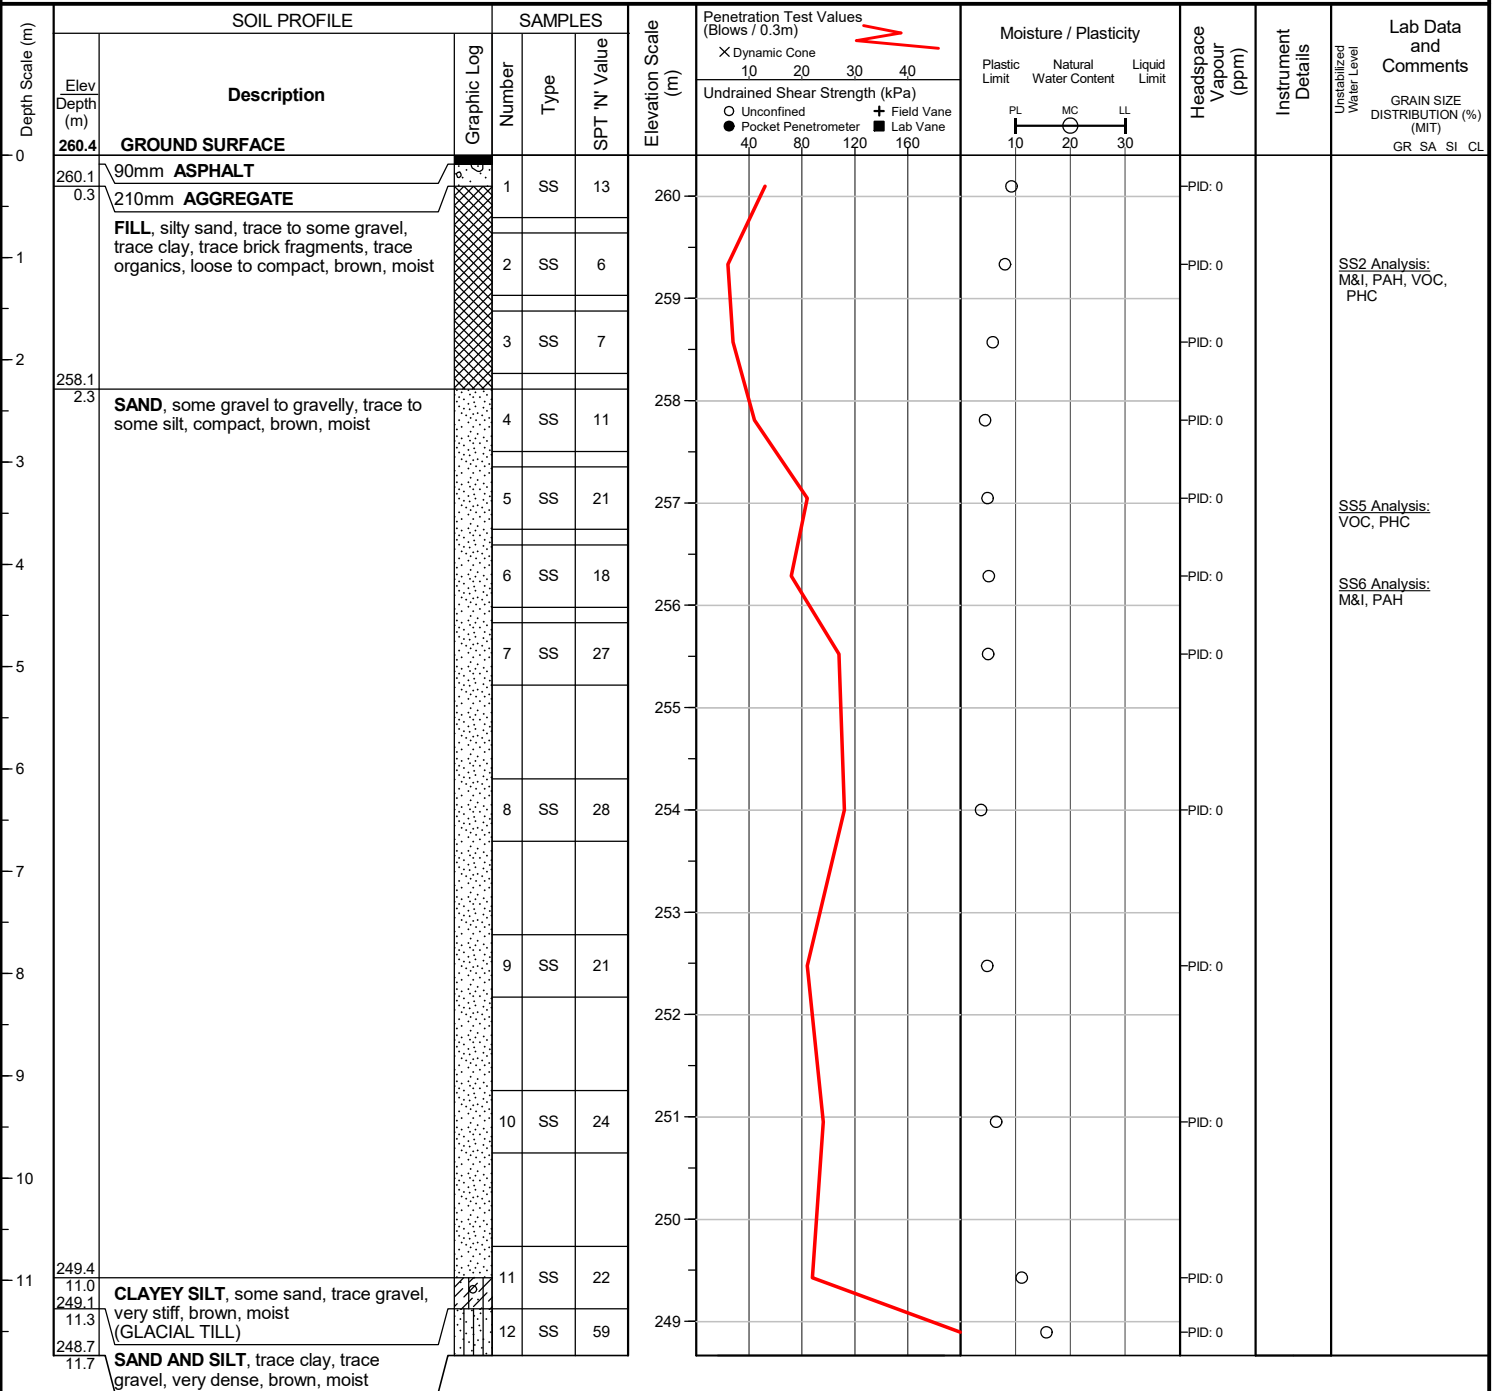 SOIL PROFILE
SAMPLES
Depth Scale (m)
Elev
Depth
(m)
Description
Graphic Log
Number
Type
SPT 'N' Value
Elevation Scale
(m)
Penetration Test Values
(Blows / 0.3m)
× Dynamic Cone
10 20 30 40
Undrained Shear Strength (kPa)
Unconfined
Field Vane
Pocket Penetrometer
Lab Vane
40 80 120 160
Moisture / Plasticity
Plastic
Limit
Natural
Water Content
Liquid
Limit
PL MC LL
10 20 30
Headspace
Vapour
(ppm)
Instrument
Details
Unstabilized
Water Level
Lab Data
and
Comments
GRAIN SIZE
DISTRIBUTION (%)
(MIT)
GR SA SI CL
260.4 GROUND SURFACE
0
90mm ASPHALT
260.1
0.3
210mm AGGREGATE
FILL, silty sand, trace to some gravel,
trace clay, trace brick fragments, trace
organics, loose to compact, brown, moist
258.1
2.3
SAND, some gravel to gravelly, trace to
some silt, compact, brown, moist
249.4
11.0
CLAYEY SILT, some sand, trace gravel,
very stiff, brown, moist
(GLACIAL TILL)
249.1
11.3
248.7
11.7
SAND AND SILT, trace clay, trace
gravel, very dense, brown, moist
1
2
3
4
5
6
7
8
9
10
11
1 SS 13
2 SS 6
3 SS 7
4 SS 11
5 SS 21
6 SS 18
7 SS 27
8 SS 28
9 SS 21
10 SS 24
11 SS 22
12 SS 59
260
259
258
257
256
255
254
253
252
251
250
249
PID: 0
PID: 0
PID: 0
PID: 0
PID: 0
PID: 0
PID: 0
PID: 0
PID: 0
PID: 0
PID: 0
PID: 0
SS2 Analysis:
M&I, PAH, VOC,
PHC
SS5 Analysis:
VOC, PHC
SS6 Analysis:
M&I, PAH